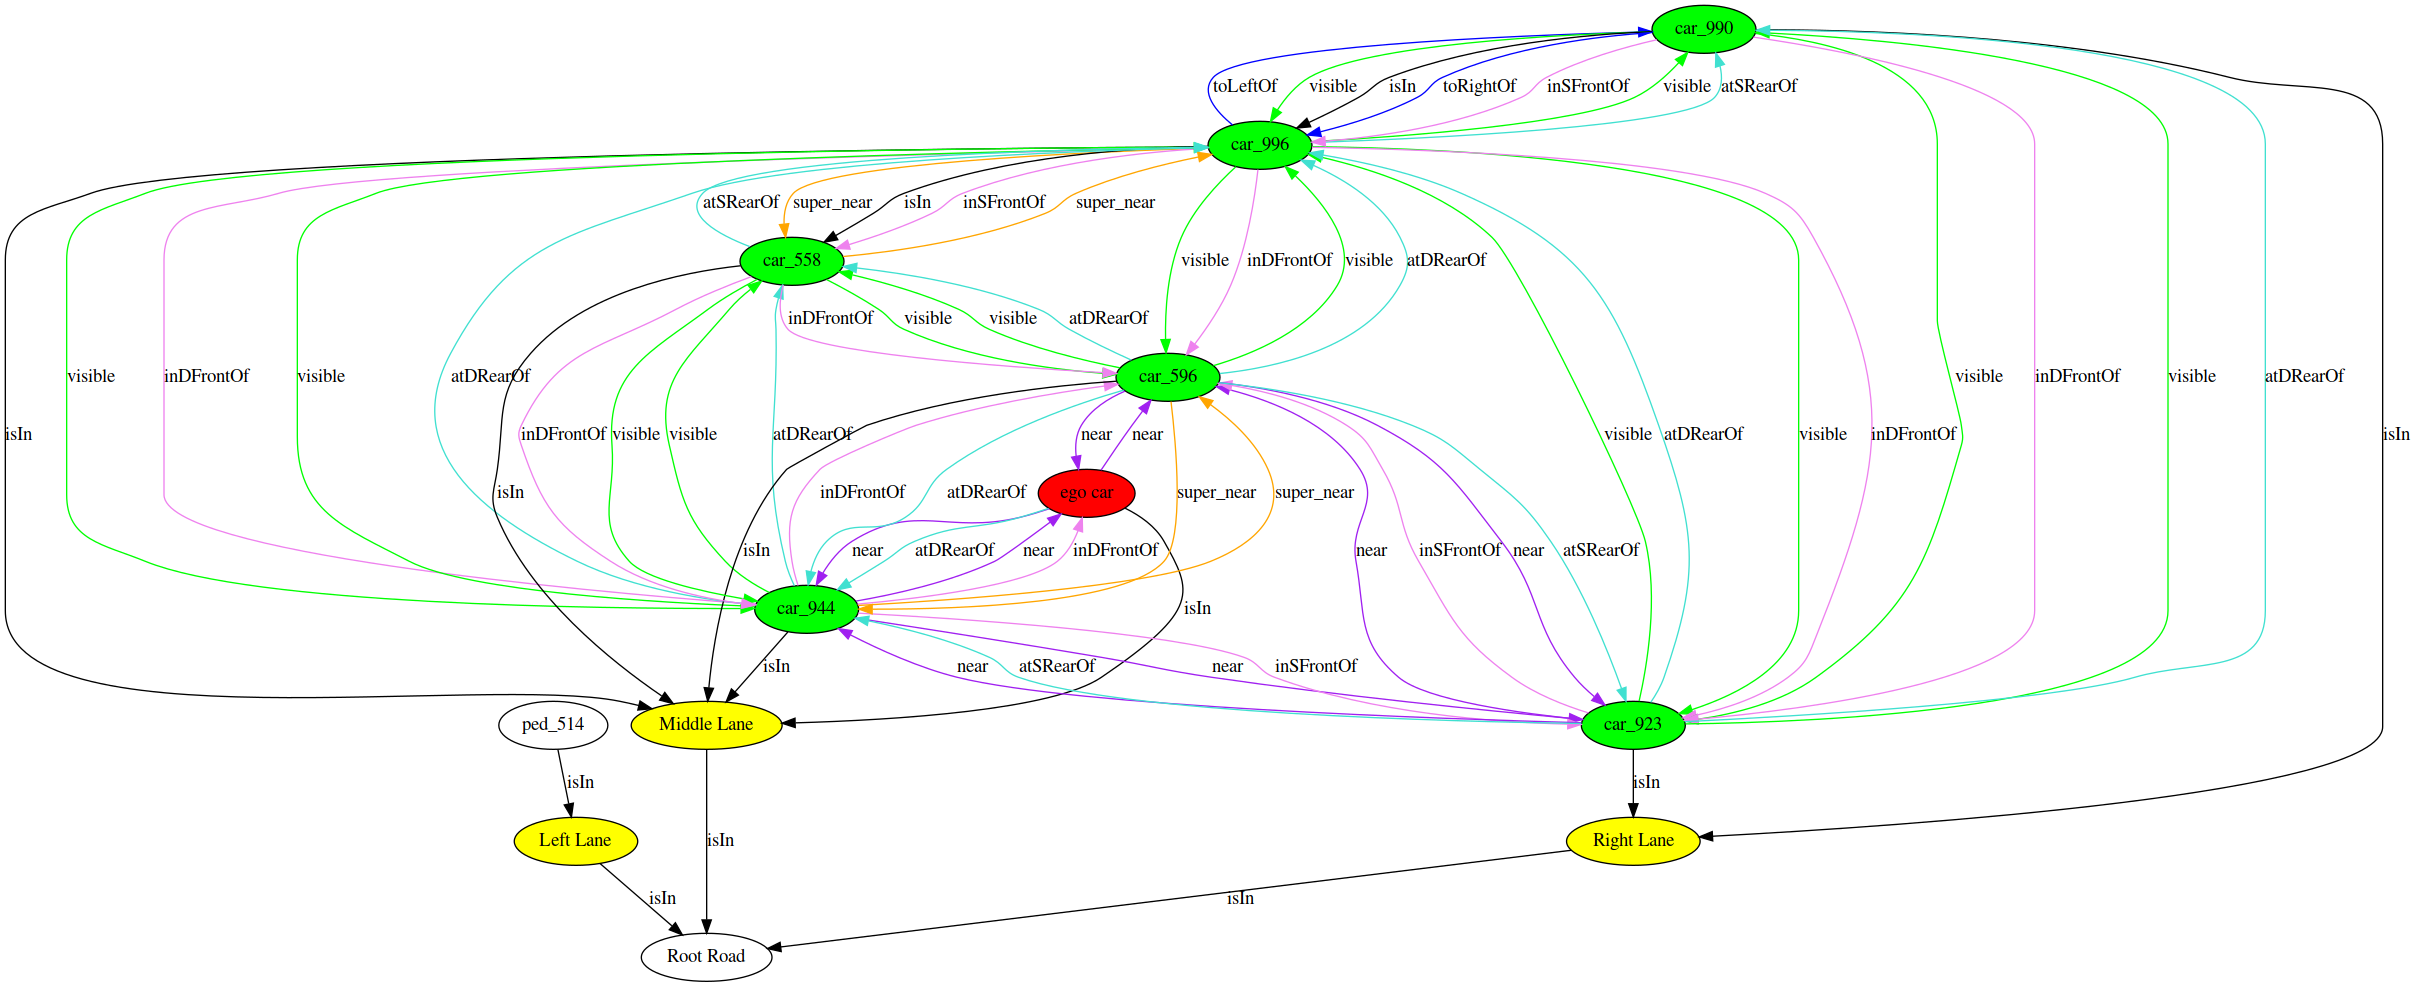 car_990
toLeftOf visible isIn toRightOf inSFrontOf visible atSRearOf
car_996
atSRearOf super_near isIn inSFrontOf super_near
car_558 visible inDFrontOf visible atDRearOf
inDFrontOf visible visible atDRearOf
visible inDFrontOf visible atDRearOf car_596 visible inDFrontOf visible atDRearOf
isIn inDFrontOf visible visible atDRearOf near near visible atDRearOf visible inDFrontOf isIn
isIn inDFrontOf atDRearOf ego car super_near super_near
isIn near atDRearOf near inDFrontOf near inSFrontOf near atSRearOf
car_944 isIn
isIn near atSRearOf near inSFrontOf
ped_514 Middle Lane car_923
isIn isIn
Left Lane isIn Right Lane
isIn isIn
Root Road